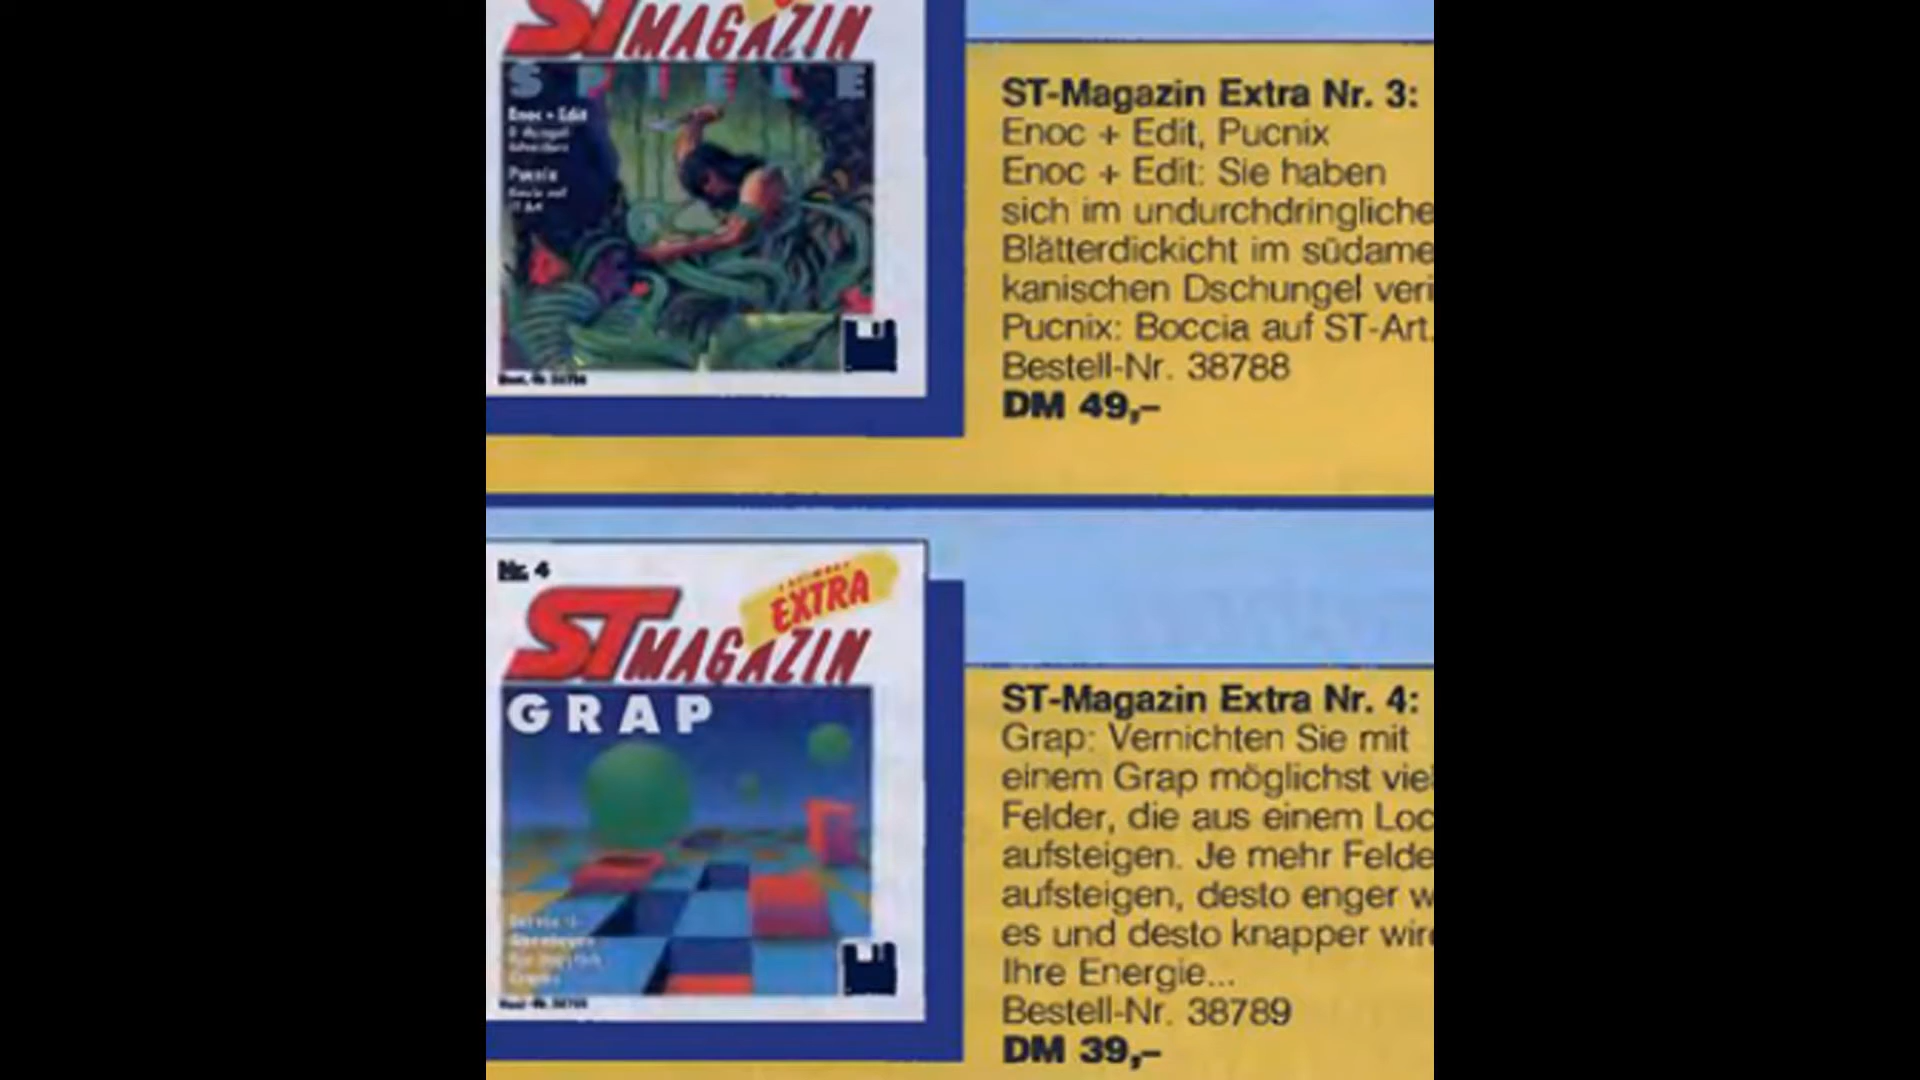 ST MAGAZIN
SPIELE
Enoc + Edit
Pucnix
ST-Magazin Extra Nr. 3:
Enoc + Edit, Pucnix
Enoc + Edit: Sie haben
sich im undurchdringliche
Blätterdickicht im südame
kanischen Dschungel veri
Pucnix: Boccia auf ST-Art.
Bestell-Nr. 38788
DM 49,–
Nr. 4
EXTRA
ST MAGAZIN
GRAP
ST-Magazin Extra Nr. 4:
Grap: Vernichten Sie mit
einem Grap möglichst viel
Felder, die aus einem Loc
aufsteigen. Je mehr Felde
aufsteigen, desto enger w
es und desto knapper wird
Ihre Energie...
Bestell-Nr. 38789
DM 39,–